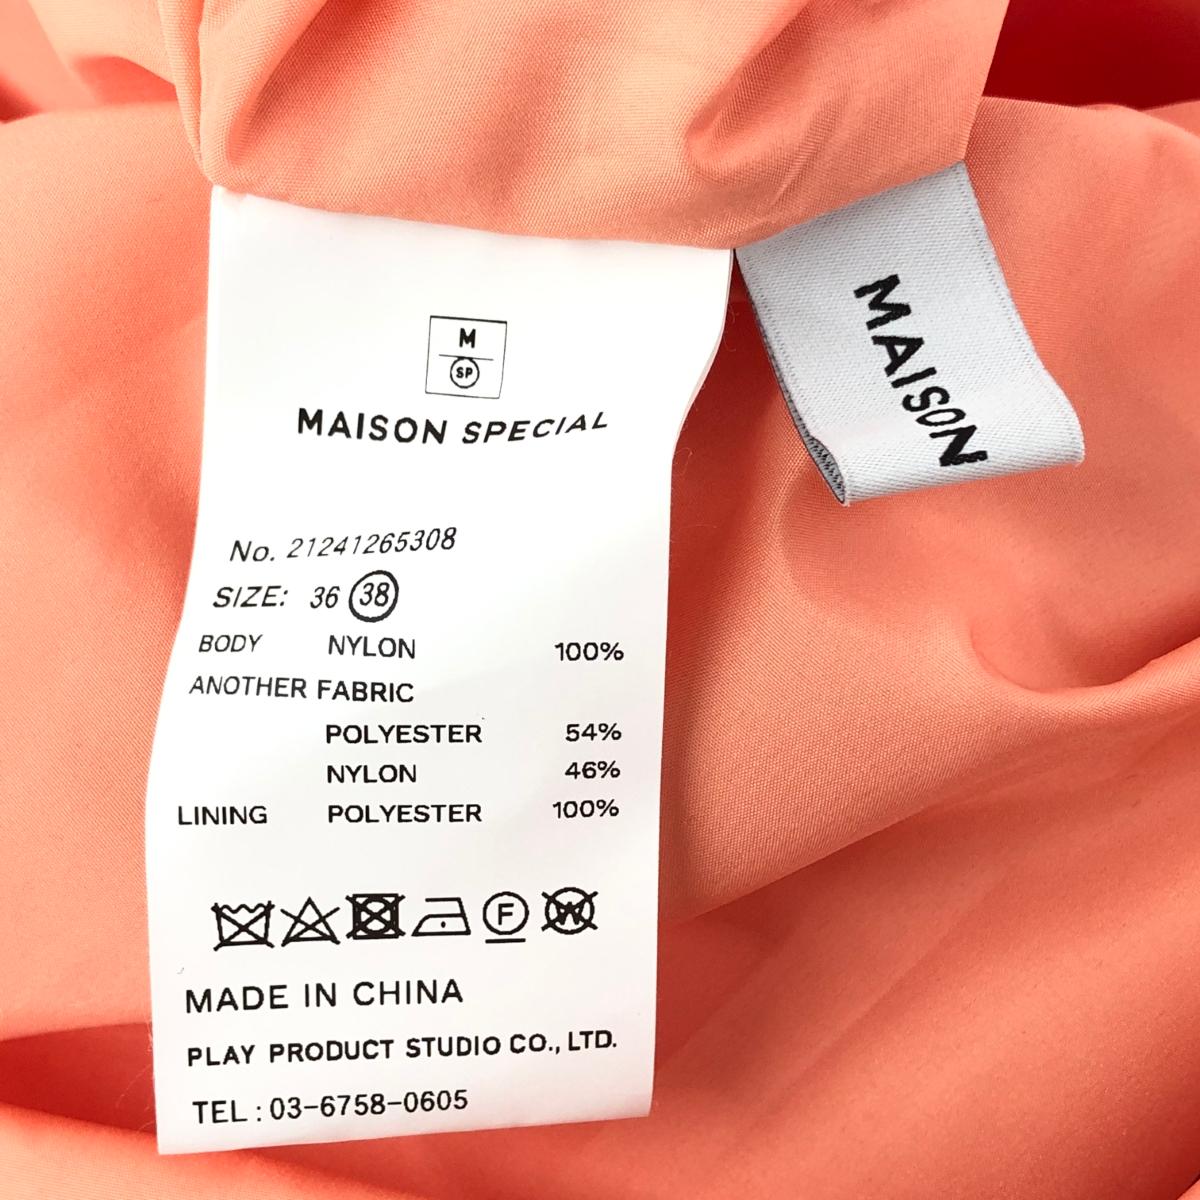 M
SP
MAISON SPECIAL
No. 21241265308
SIZE: 36 38
BODY NYLON 100%
ANOTHER FABRIC
POLYESTER 54%
NYLON 46%
LINING POLYESTER 100%
F W
MADE IN CHINA
PLAY PRODUCT STUDIO CO., LTD.
TEL : 03-6758-0605
MAISON